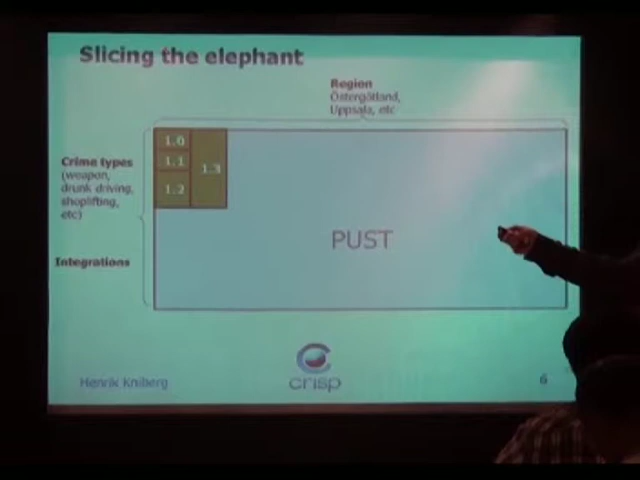 Slicing the elephant
Region
Östergötland,
Uppsala, etc
Crime types
(weapon,
drunk driving,
shoplifting,
etc)
Integrations
1.0
1.1
1.2
1.3
PUST
Henrik Kniberg
crisp
6